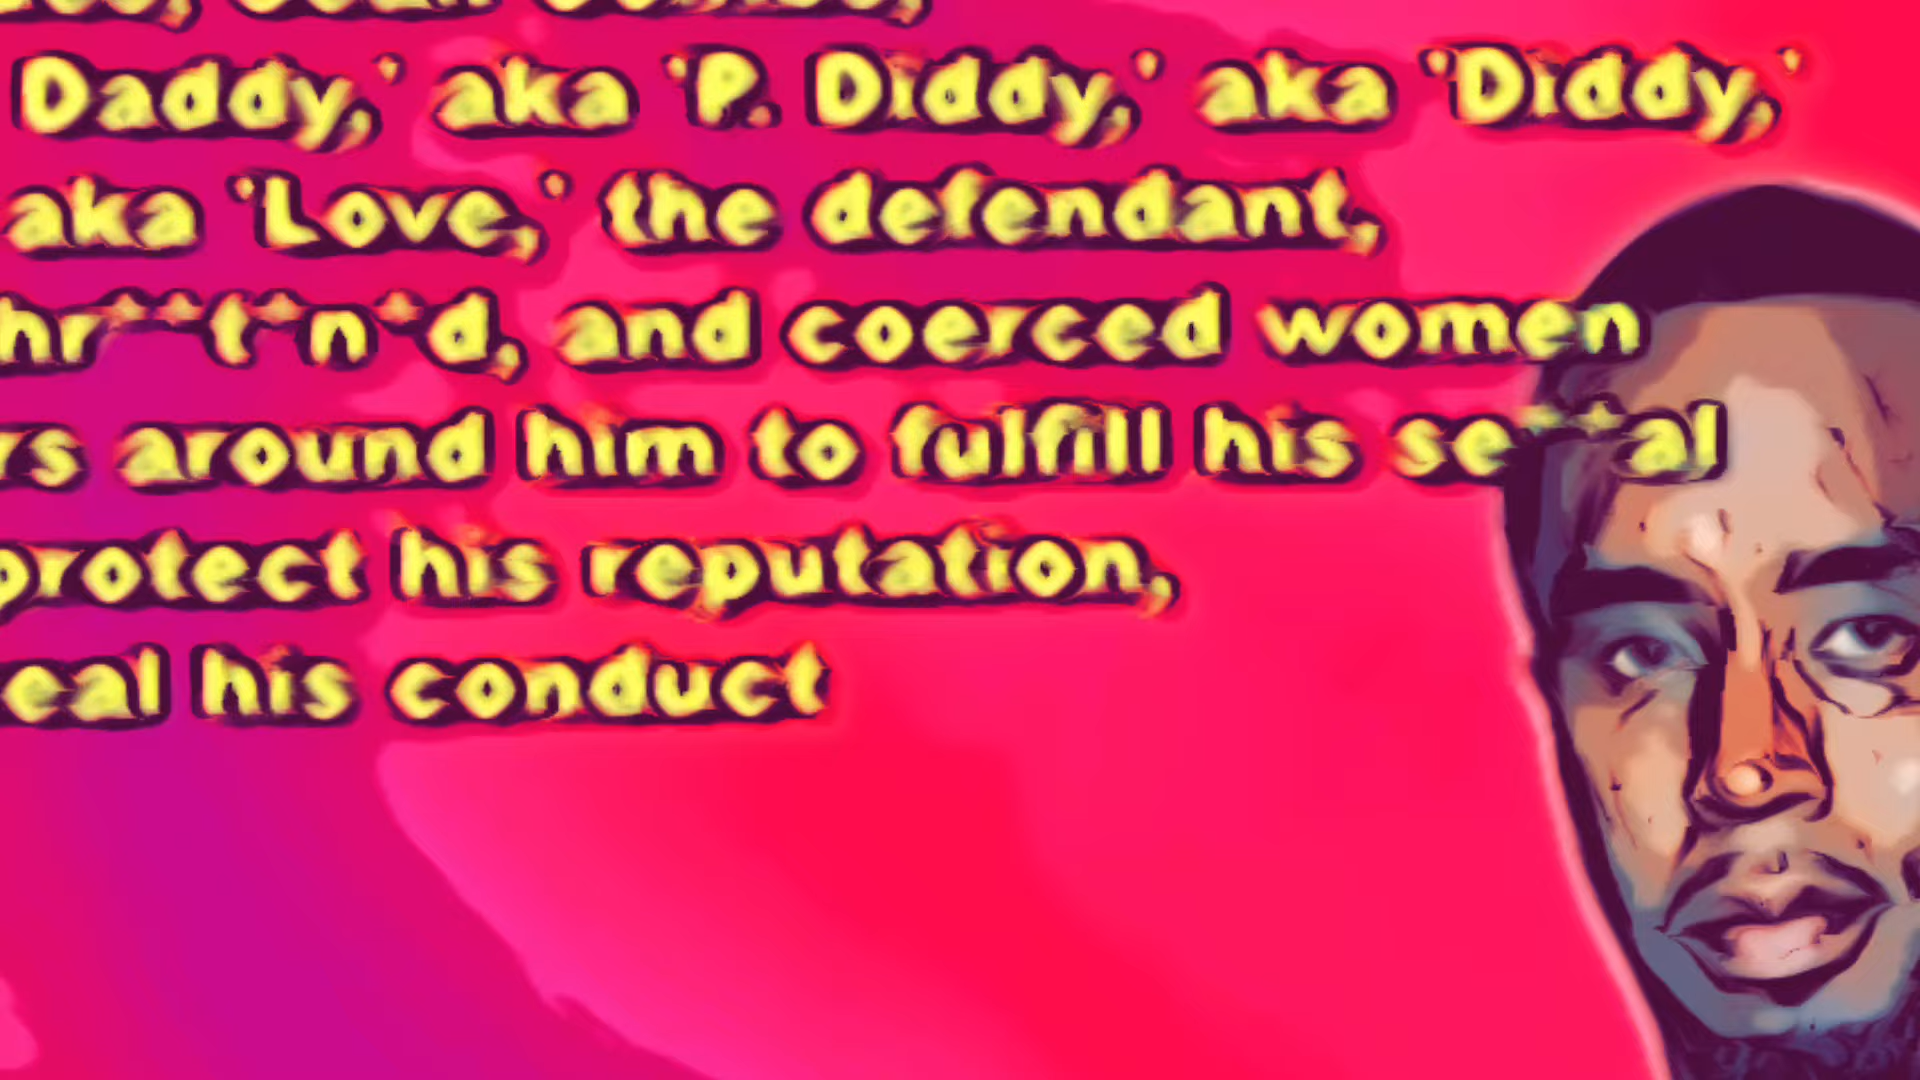 Daddy,' aka 'P. Diddy,' aka 'Diddy,'
aka 'Love,' the defendant,
hr**t*n*d, and coerced women
rs around him to fulfill his se**al
protect his reputation,
eal his conduct